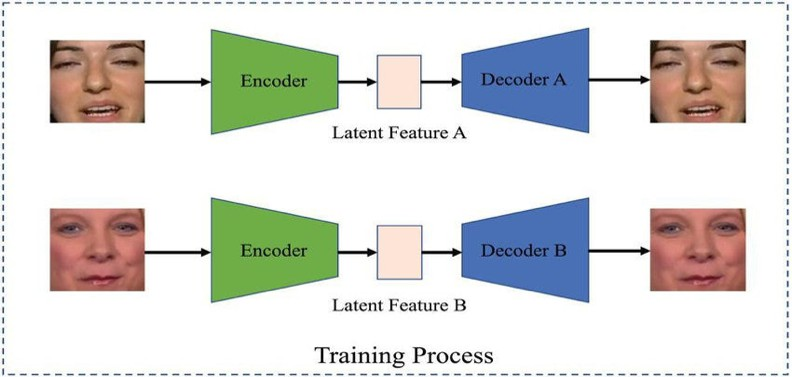 Encoder
Decoder A
Latent Feature A
Encoder
Decoder B
Latent Feature B
Training Process